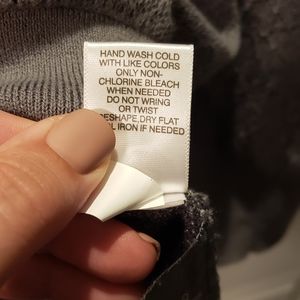 HAND WASH COLD
WITH LIKE COLORS
ONLY NON-
CHLORINE BLEACH
WHEN NEEDED
DO NOT WRING
OR TWIST
ESHAPE,DRY FLAT
IRON IF NEEDED